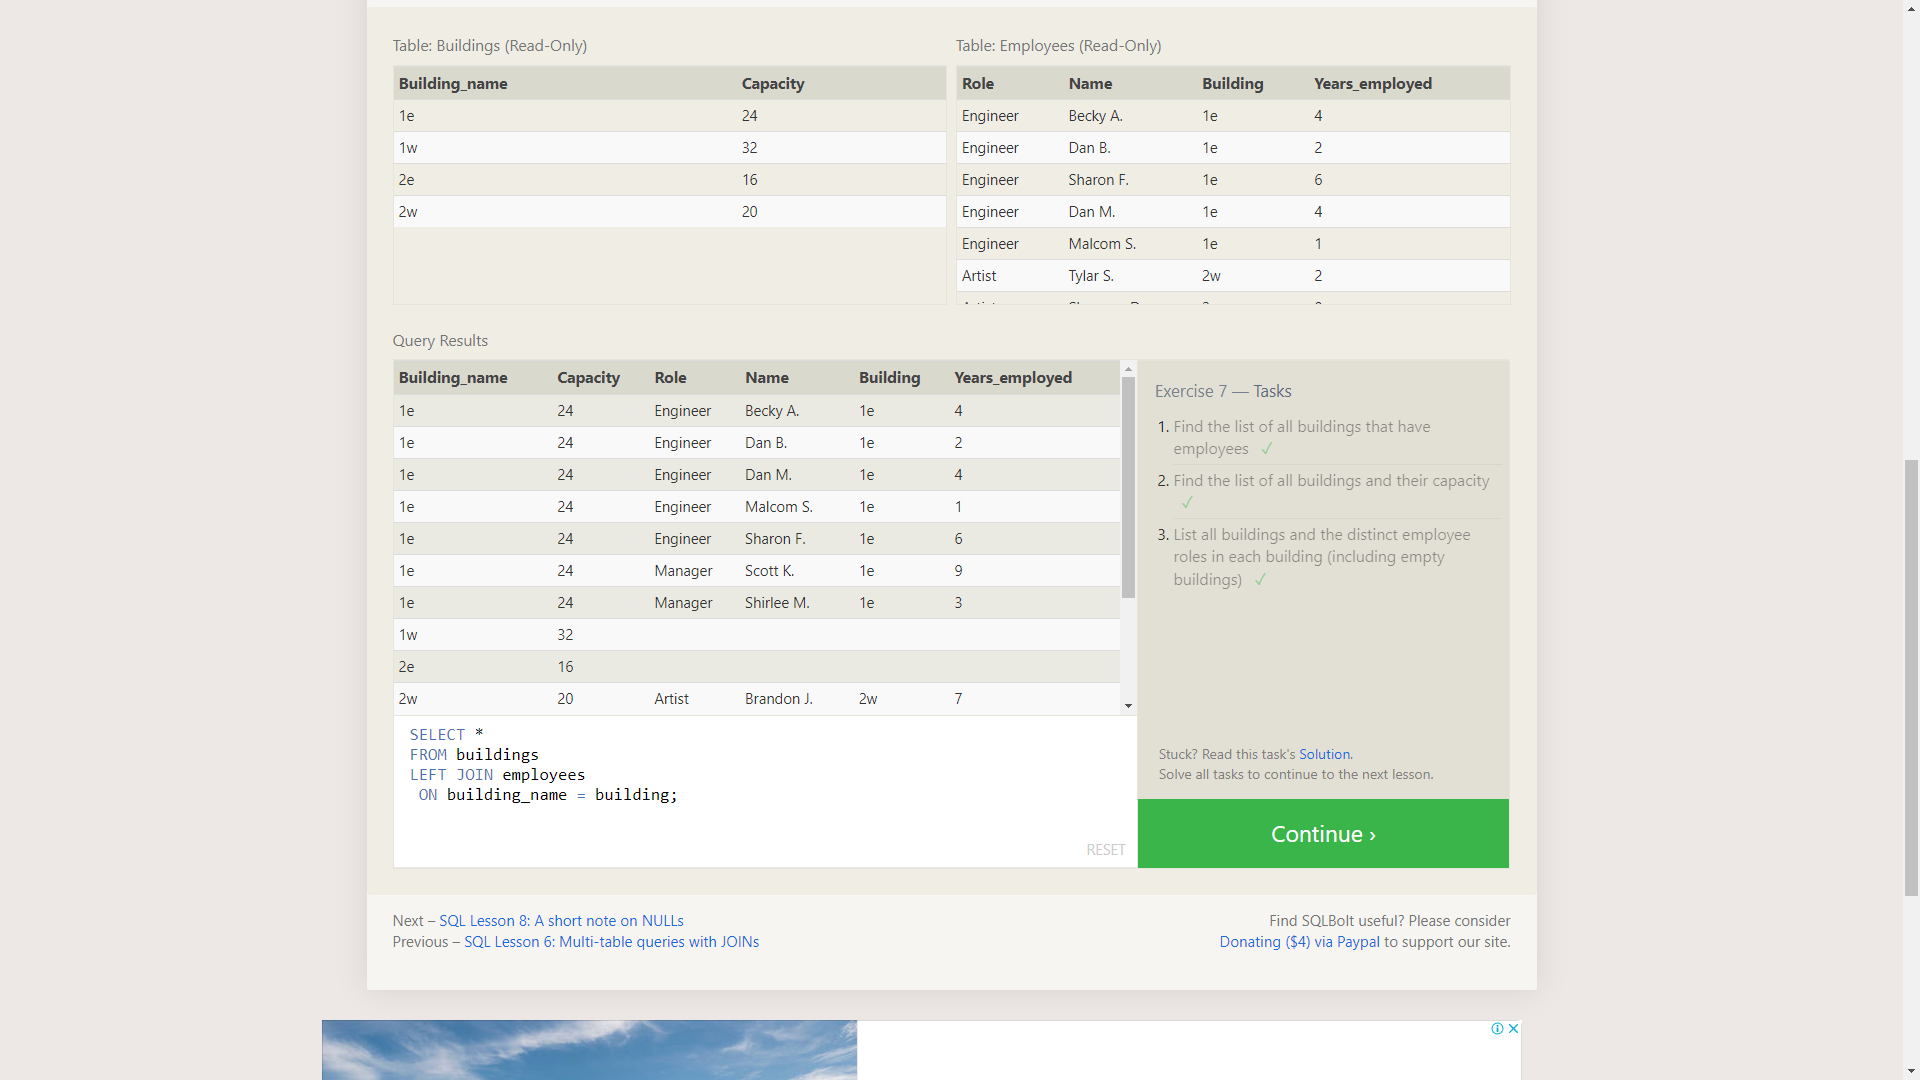 Table: Buildings (Read-Only)
Building_name Capacity
1e 24
1w 32
2e 16
2w 20
Table: Employees (Read-Only)
Role Name Building Years_employed
Engineer Becky A. 1e 4
Engineer Dan B. 1e 2
Engineer Sharon F. 1e 6
Engineer Dan M. 1e 4
Engineer Malcom S. 1e 1
Artist Tylar S. 2w 2
Query Results
Building_name Capacity Role Name Building Years_employed
1e 24 Engineer Becky A. 1e 4
1e 24 Engineer Dan B. 1e 2
1e 24 Engineer Dan M. 1e 4
1e 24 Engineer Malcom S. 1e 1
1e 24 Engineer Sharon F. 1e 6
1e 24 Manager Scott K. 1e 9
1e 24 Manager Shirlee M. 1e 3
1w 32
2e 16
2w 20 Artist Brandon J. 2w 7
SELECT *
FROM buildings
LEFT JOIN employees
ON building_name = building;
RESET
Exercise 7 — Tasks
1. Find the list of all buildings that have
employees ✓
2. Find the list of all buildings and their capacity
✓
3. List all buildings and the distinct employee
roles in each building (including empty
buildings) ✓
Stuck? Read this task's Solution.
Solve all tasks to continue to the next lesson.
Continue ›
Next – SQL Lesson 8: A short note on NULLs
Previous – SQL Lesson 6: Multi-table queries with JOINs
Find SQLBolt useful? Please consider
Donating ($4) via Paypal to support our site.